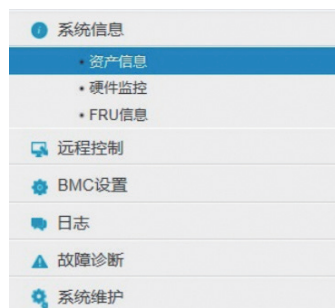 系统信息
• 资产信息
• 硬件监控
• FRU信息
远程控制
BMC设置
日志
故障诊断
系统维护